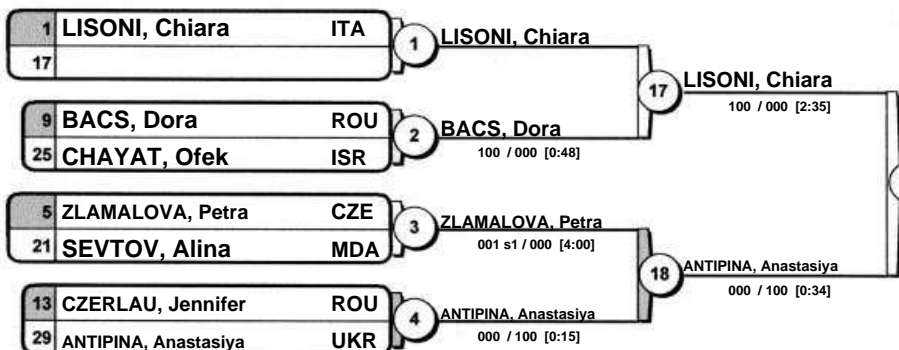 1 LISONI, Chiara ITA
17
1
LISONI, Chiara
9 BACS, Dora ROU
25 CHAYAT, Ofek ISR
2
BACS, Dora
100 / 000 [0:48]
17
LISONI, Chiara
100 / 000 [2:35]
5 ZLAMALOVA, Petra CZE
21 SEVTOV, Alina MDA
3
ZLAMALOVA, Petra
001 s1 / 000 [4:00]
13 CZERLAU, Jennifer ROU
29 ANTIPINA, Anastasiya UKR
4
ANTIPINA, Anastasiya
000 / 100 [0:15]
18
ANTIPINA, Anastasiya
000 / 100 [0:34]